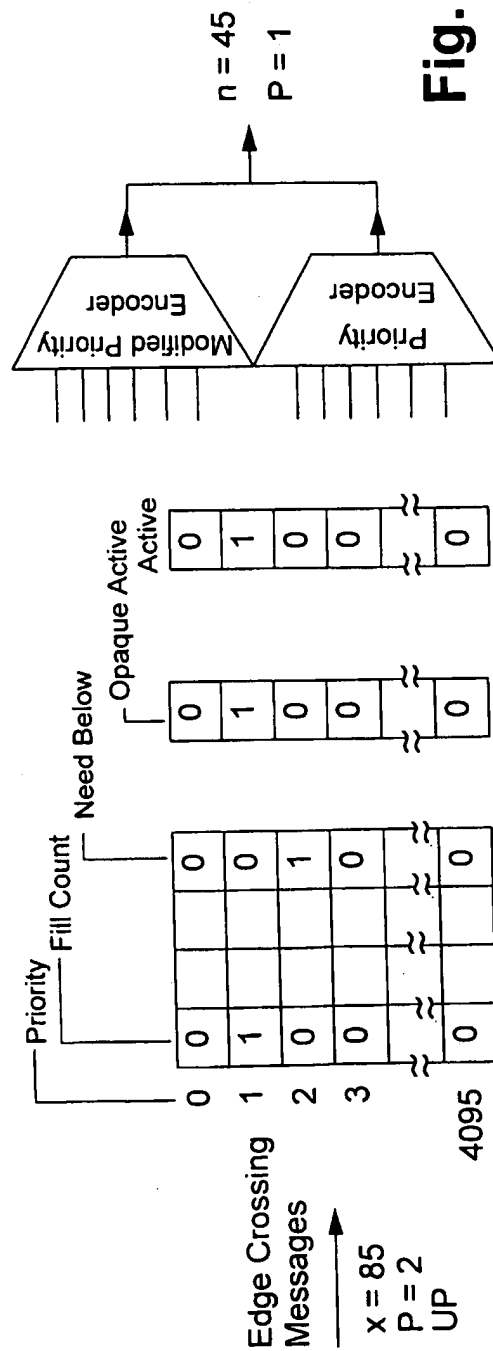 Priority
Fill Count
Need Below
Opaque Active
Active
Edge Crossing
Messages
x = 85
P = 2
UP
0 0 0 0 0
1 1 0 1 1
2 0 1 0 0
3 0 0 0 0
4095 0 0 0 0
Modified Priority
Encoder
Priority
Encoder
n = 45
P = 1
Fig.